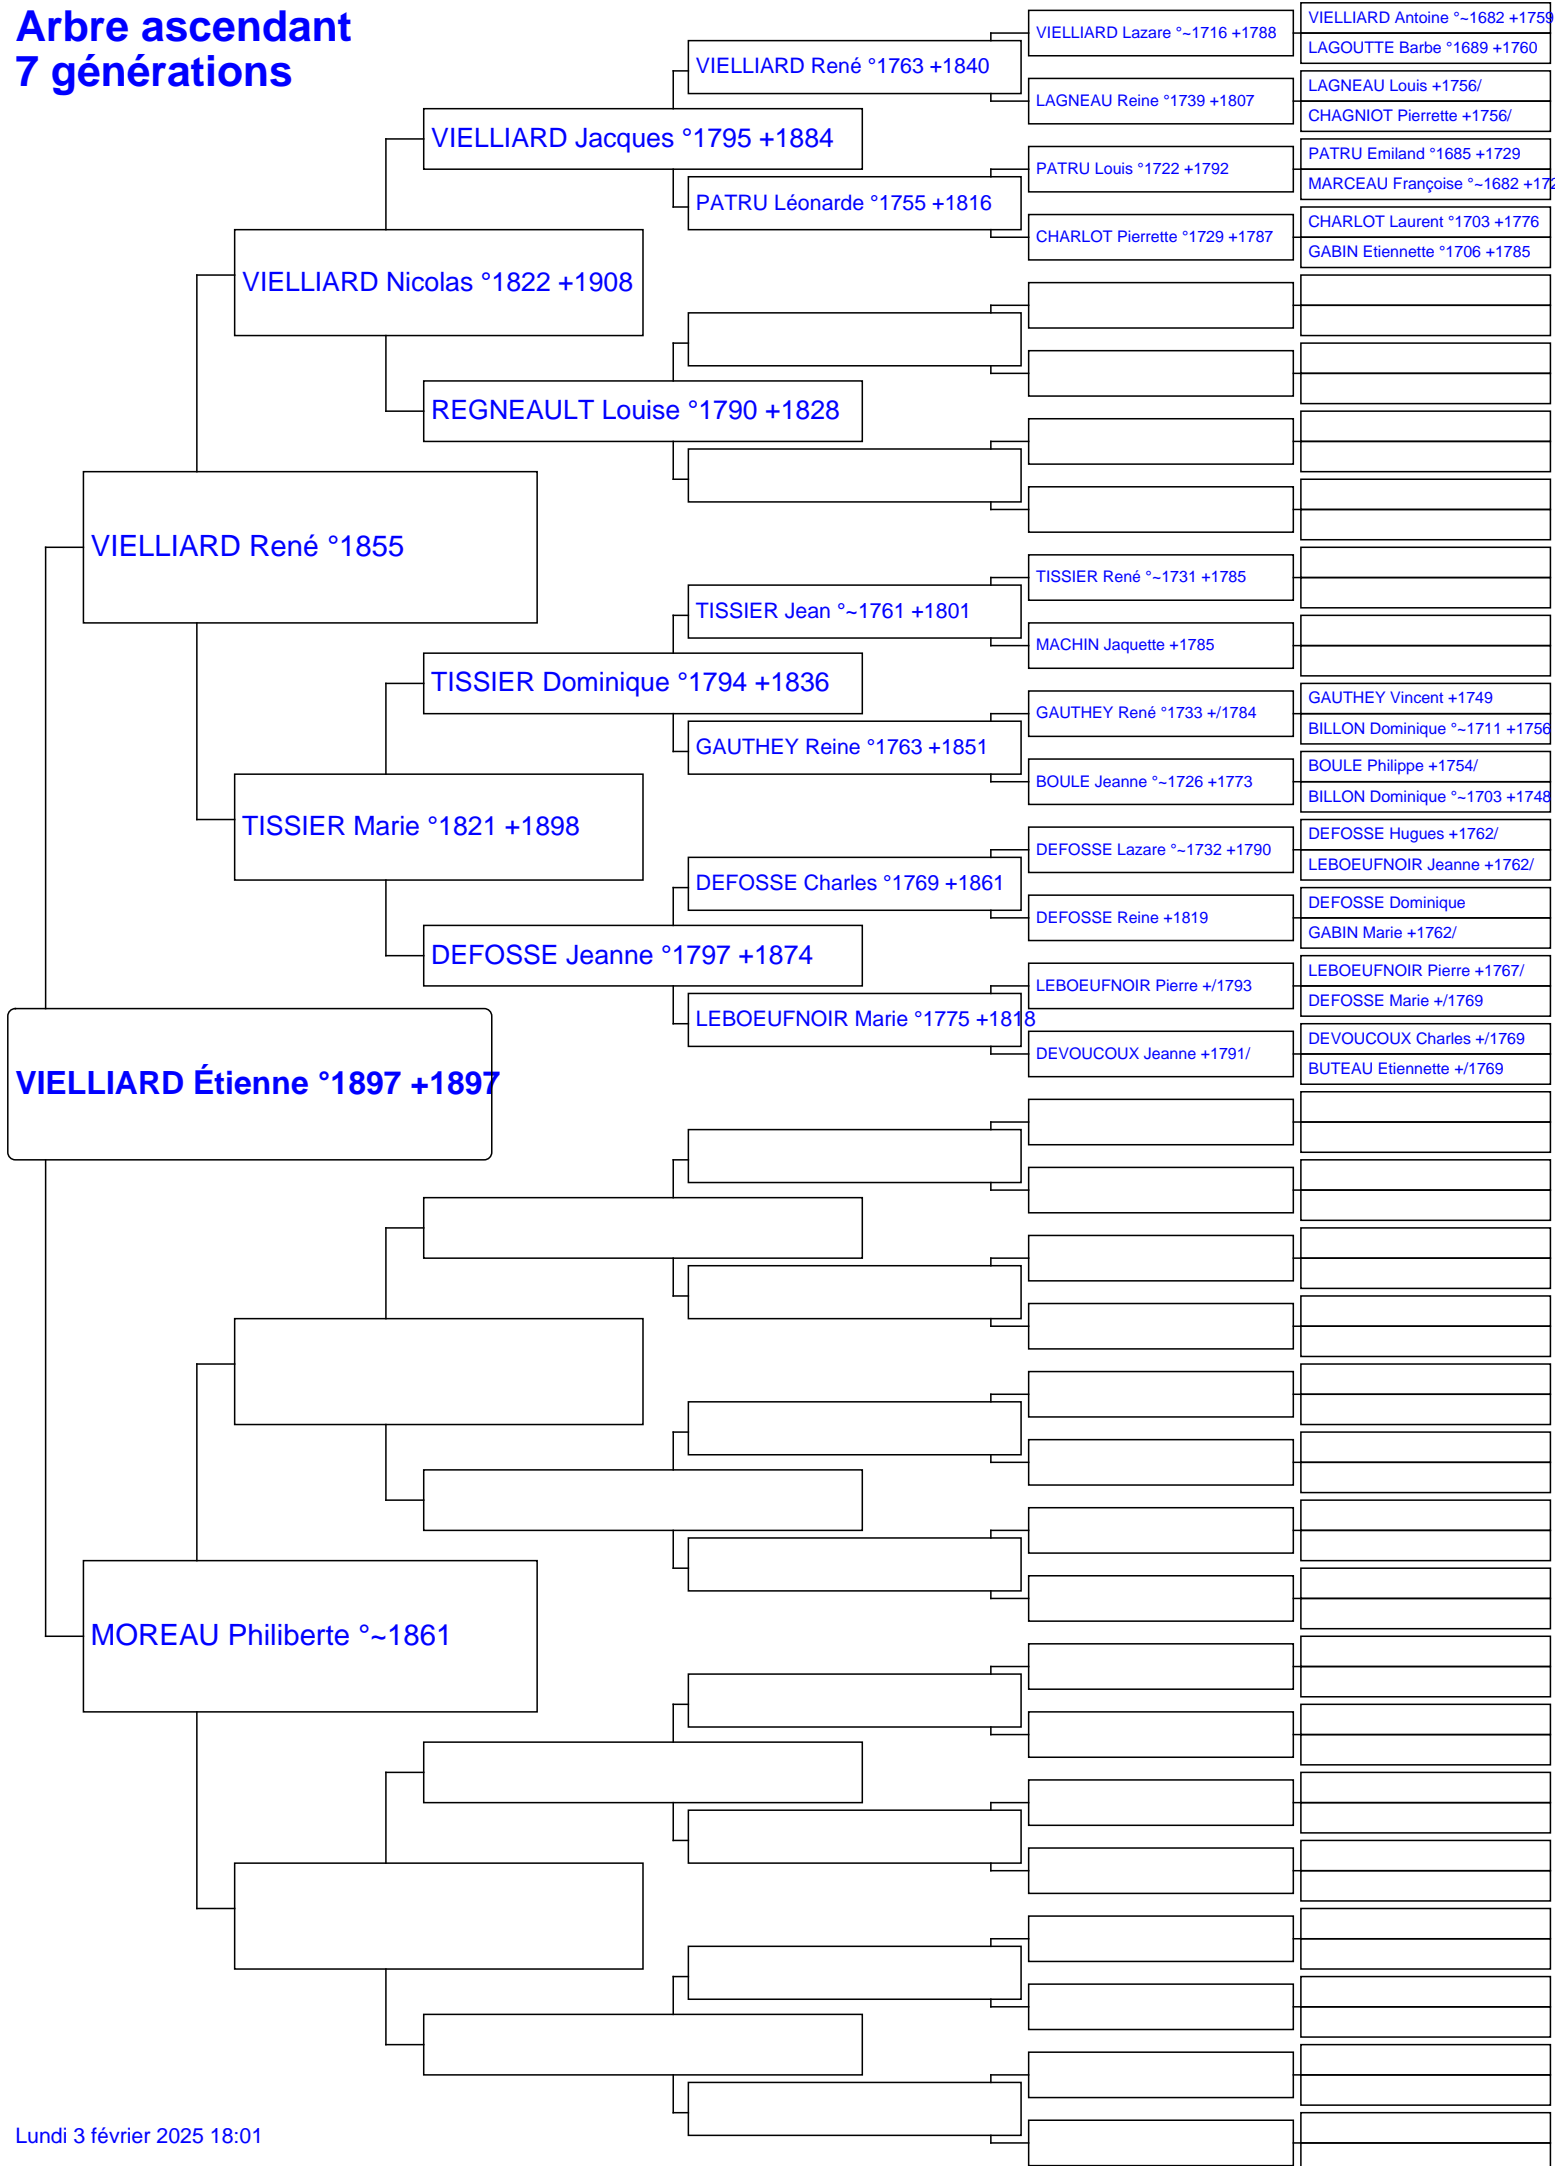 Arbre ascendant
7 générations
VIELLIARD Étienne °1897 +1897
VIELLIARD René °1855
MOREAU Philiberte °~1861
VIELLIARD Nicolas °1822 +1908
TISSIER Marie °1821 +1898
VIELLIARD Jacques °1795 +1884
REGNEAULT Louise °1790 +1828
TISSIER Dominique °1794 +1836
DEFOSSE Jeanne °1797 +1874
VIELLIARD René °1763 +1840
PATRU Léonarde °1755 +1816
TISSIER Jean °~1761 +1801
GAUTHEY Reine °1763 +1851
DEFOSSE Charles °1769 +1861
LEBOEUFNOIR Marie °1775 +1818
VIELLIARD Lazare °~1716 +1788
LAGNEAU Reine °1739 +1807
PATRU Louis °1722 +1792
CHARLOT Pierrette °1729 +1787
TISSIER René °~1731 +1785
MACHIN Jaquette +1785
GAUTHEY René °1733 +/1784
BOULE Jeanne °~1726 +1773
DEFOSSE Lazare °~1732 +1790
DEFOSSE Reine +1819
LEBOEUFNOIR Pierre +/1793
DEVOUCOUX Jeanne +1791/
VIELLIARD Antoine °~1682 +1759
LAGOUTTE Barbe °1689 +1760
LAGNEAU Louis +1756/
CHAGNIOT Pierrette +1756/
PATRU Emiland °1685 +1729
MARCEAU Françoise °~1682
CHARLOT Laurent °1703 +1776
GABIN Etiennette °1706 +1785
GAUTHEY Vincent +1749
BILLON Dominique °~1711 +1756
BOULE Philippe +1754/
BILLON Dominique °~1703 +1748
DEFOSSE Hugues +1762/
LEBOEUFNOIR Jeanne +1762/
DEFOSSE Dominique
GABIN Marie +1762/
LEBOEUFNOIR Pierre +1767/
DEFOSSE Marie +/1769
DEVOUCOUX Charles +/1769
BUTEAU Etiennette +/1769
Lundi 3 février 2025 18:01